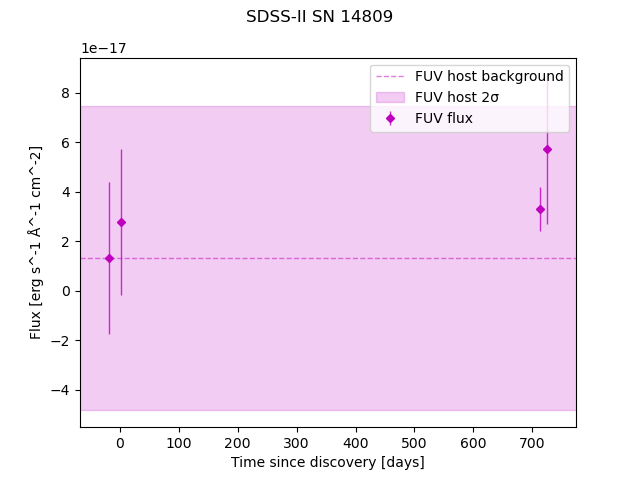 SDSS-II SN 14809
1e−17
FUV host background
FUV host 2σ
FUV flux
8
6
4
2
0
−2
−4
Flux [erg s^-1 Å^-1 cm^-2]
0 100 200 300 400 500 600 700
Time since discovery [days]